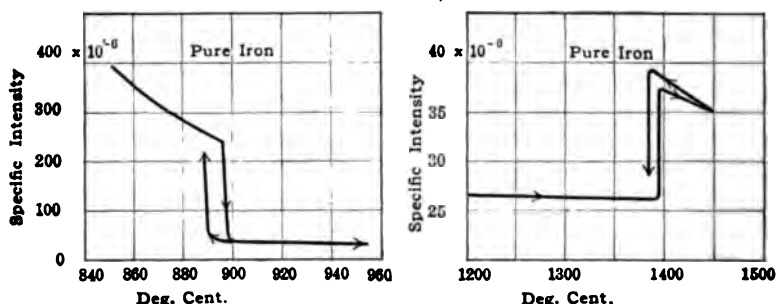 400 x 10⁻⁶ Pure Iron
300
200
100
0
840 860 880 900 920 940 960
Deg. Cent.
Specific Intensity
40 x 10⁻⁶ Pure Iron
35
30
25
1200 1300 1400 1500
Deg. Cent.
Specific Intensity